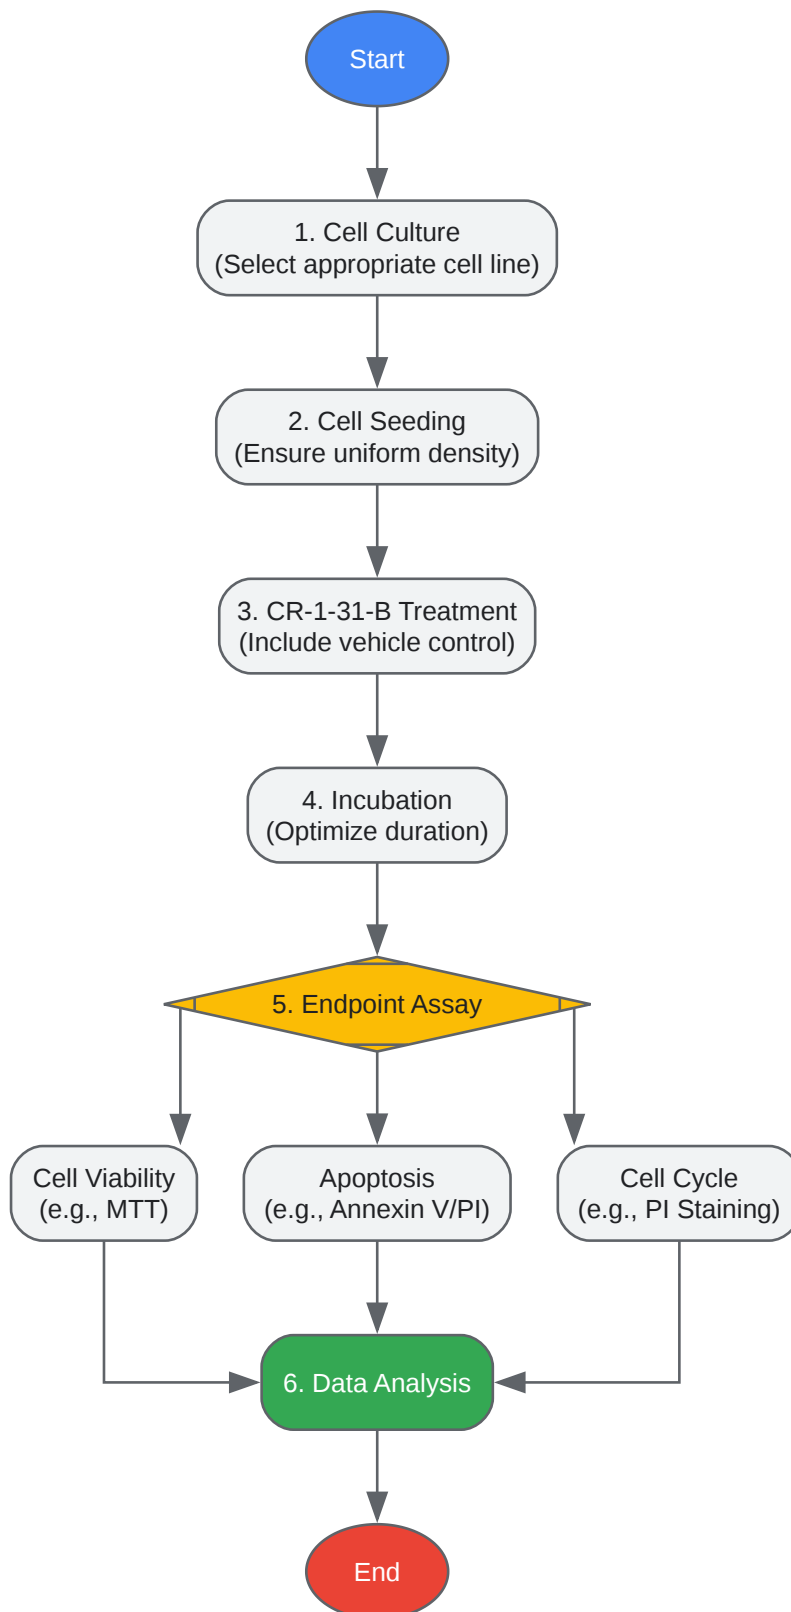 Start
1. Cell Culture
(Select appropriate cell line)
2. Cell Seeding
(Ensure uniform density)
3. CR-1-31-B Treatment
(Include vehicle control)
4. Incubation
(Optimize duration)
5. Endpoint Assay
Cell Viability
(e.g., MTT)
Apoptosis
(e.g., Annexin V/PI)
Cell Cycle
(e.g., PI Staining)
6. Data Analysis
End